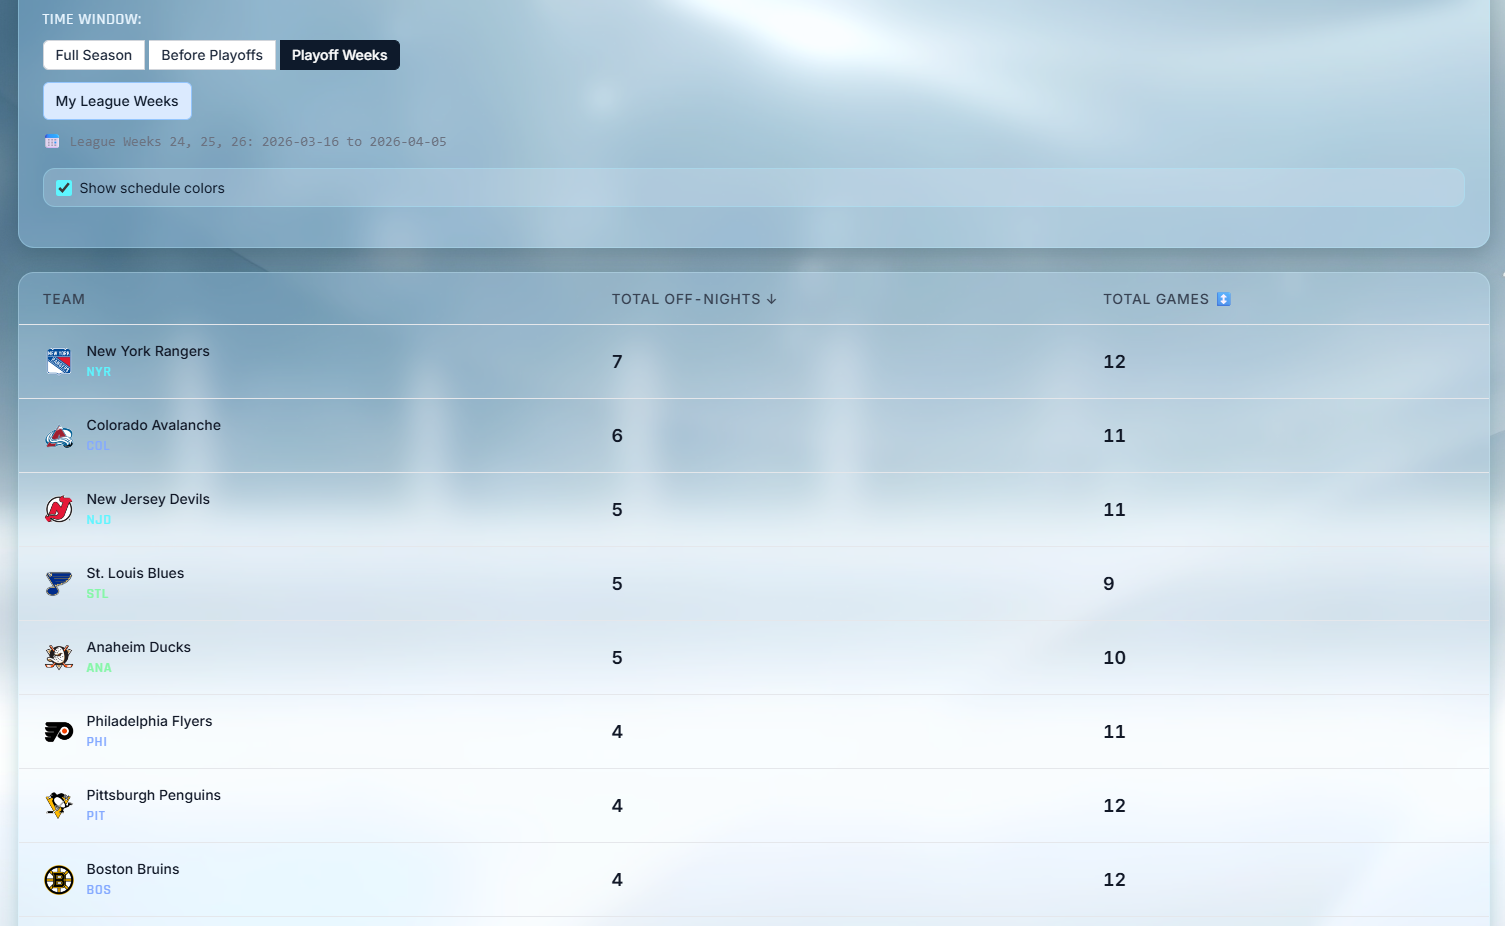 TIME WINDOW:
Full Season Before Playoffs Playoff Weeks
My League Weeks
League Weeks 24, 25, 26: 2026-03-16 to 2026-04-05
Show schedule colors
TEAM TOTAL OFF-NIGHTS ↓ TOTAL GAMES ↕
New York Rangers
NYR 7 12
Colorado Avalanche
COL 6 11
New Jersey Devils
NJD 5 11
St. Louis Blues
STL 5 9
Anaheim Ducks
ANA 5 10
Philadelphia Flyers
PHI 4 11
Pittsburgh Penguins
PIT 4 12
Boston Bruins
BOS 4 12